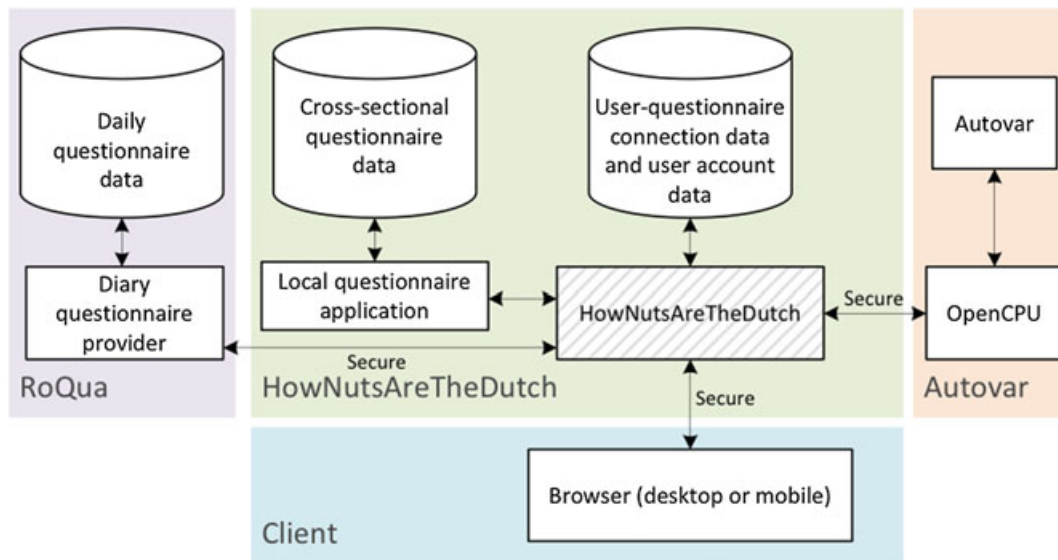 Daily
questionnaire
data
Cross-sectional
questionnaire
data
User-questionnaire
connection data
and user account
data
Autovar
Diary
questionnaire
provider
Local questionnaire
application
HowNutsAreTheDutch
Secure
OpenCPU
Secure
RoQua
HowNutsAreTheDutch
Secure
Autovar
Browser (desktop or mobile)
Client